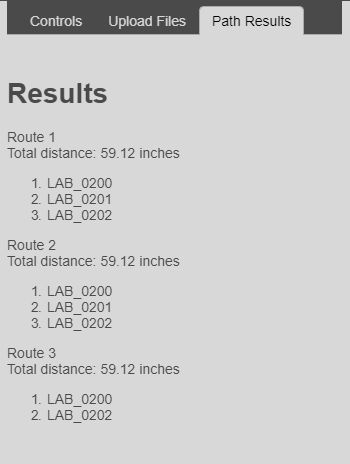 Controls Upload Files Path Results
Results
Route 1
Total distance: 59.12 inches
1. LAB_0200
2. LAB_0201
3. LAB_0202
Route 2
Total distance: 59.12 inches
1. LAB_0200
2. LAB_0201
3. LAB_0202
Route 3
Total distance: 59.12 inches
1. LAB_0200
2. LAB_0202